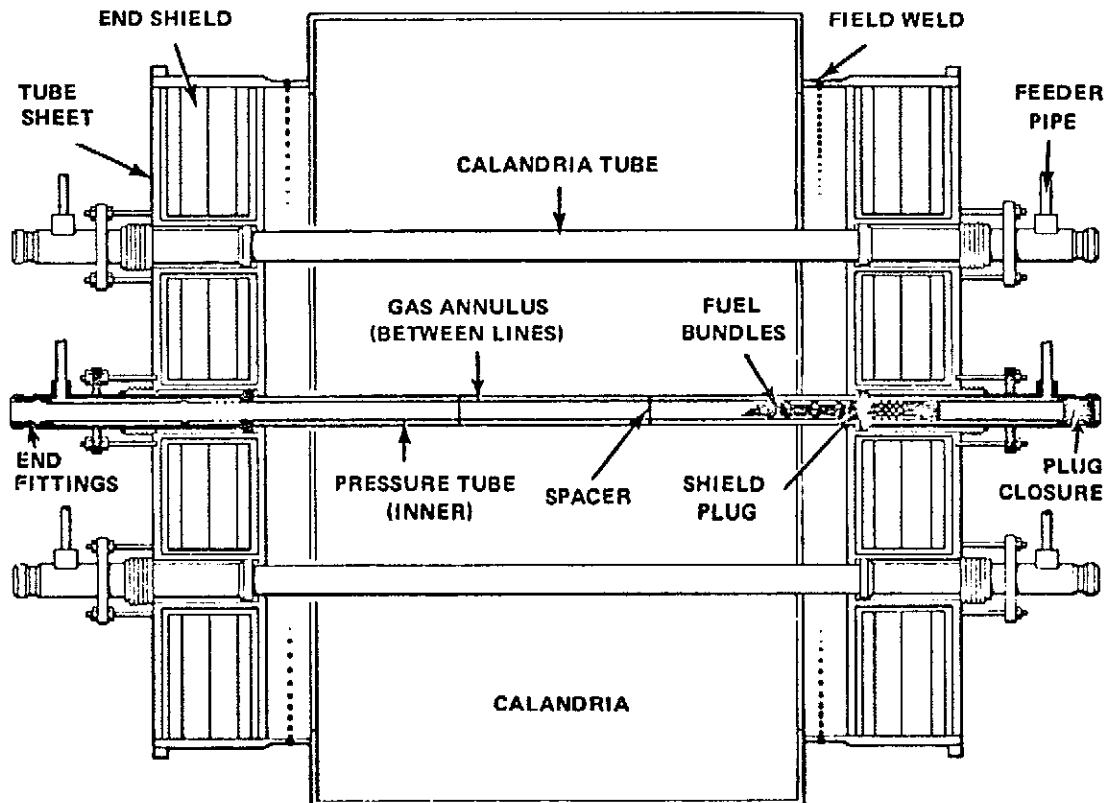 END SHIELD
FIELD WELD
TUBE
SHEET
FEEDER
PIPE
CALANDRIA TUBE
GAS ANNULUS
(BETWEEN LINES)
FUEL
BUNDLES
END
FITTINGS
PRESSURE TUBE
(INNER)
SPACER
SHIELD
PLUG
PLUG
CLOSURE
CALANDRIA